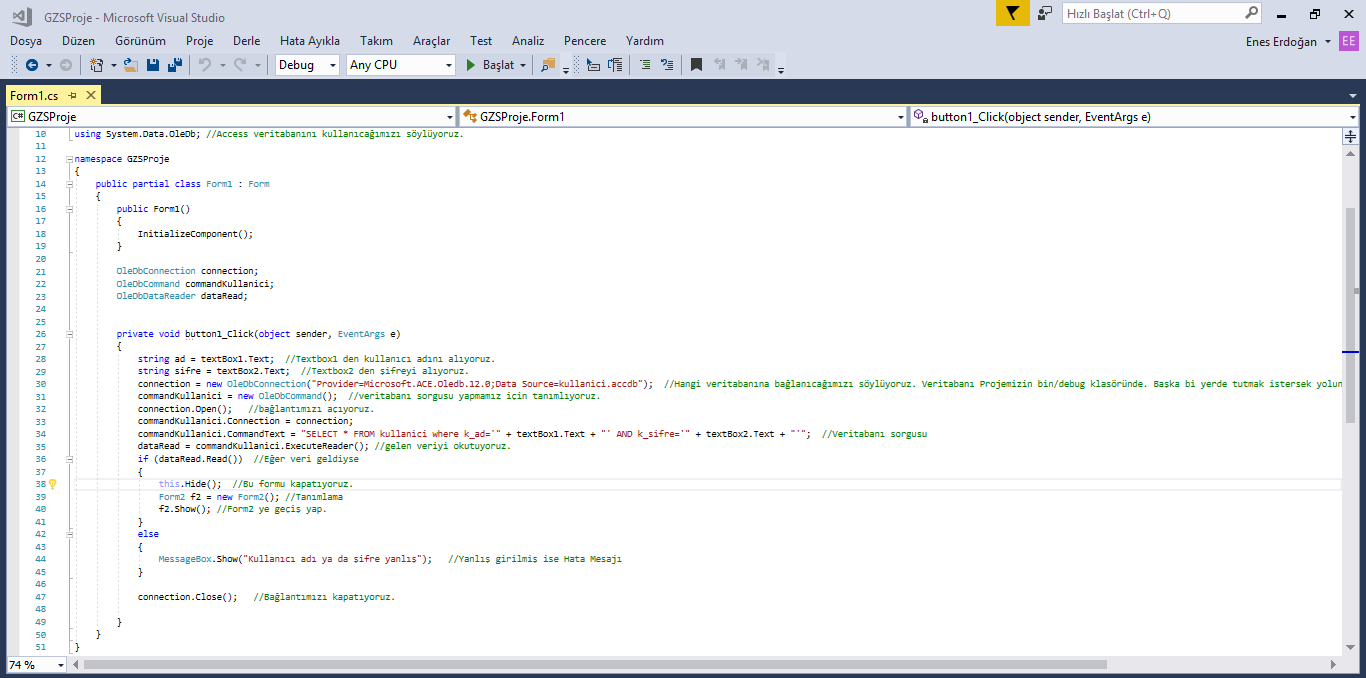 GZSProje - Microsoft Visual Studio
Hızlı Başlat (Ctrl+Q)
Dosya Düzen Görünüm Proje Derle Hata Ayıkla Takım Araçlar Test Analiz Pencere Yardım
Enes Erdoğan EE
Debug Any CPU Başlat
Form1.cs
C# GZSProje GZSProje.Form1 button1_Click(object sender, EventArgs e)
10 using System.Data.OleDb; //Access veritabanını kullanıcağımızı söylüyoruz.
11
12 namespace GZSProje
13 {
14 public partial class Form1 : Form
15 {
16 public Form1()
17 {
18 InitializeComponent();
19 }
20
21 OleDbConnection connection;
22 OleDbCommand commandKullanici;
23 OleDbDataReader dataRead;
24
25
26 private void button1_Click(object sender, EventArgs e)
27 {
28 string ad = textBox1.Text; //Textbox1 den kullanıcı adını alıyoruz.
29 string sifre = textBox2.Text; //Textbox2 den şifreyi alıyoruz.
30 connection = new OleDbConnection("Provider=Microsoft.ACE.Oledb.12.0;Data Source=kullanici.accdb"); //Hangi veritabanına bağlanıcağımızı söylüyoruz. Veritabanı Projemizin bin/debug klasöründe. Başka bi yerde tutmak istersek yolun
31 commandKullanici = new OleDbCommand(); //veritabanı sorgusu yapmamız için tanımlıyoruz.
32 connection.Open(); //bağlantımızı açıyoruz.
33 commandKullanici.Connection = connection;
34 commandKullanici.CommandText = "SELECT * FROM kullanici where k_ad='" + textBox1.Text + "' AND k_sifre='" + textBox2.Text + "'"; //Veritabanı sorgusu
35 dataRead = commandKullanici.ExecuteReader(); //gelen veriyi okutuyoruz.
36 if (dataRead.Read()) //Eğer veri geldiyse
37 {
38 this.Hide(); //Bu formu kapatıyoruz.
39 Form2 f2 = new Form2(); //Tanımlama
40 f2.Show(); //Form2 ye geçiş yap.
41 }
42 else
43 {
44 MessageBox.Show("Kullanıcı adı ya da şifre yanlış"); //Yanlış girilmiş ise Hata Mesajı
45 }
46
47 connection.Close(); //Bağlantımızı kapatıyoruz.
48
49 }
50 }
51 }
74 %